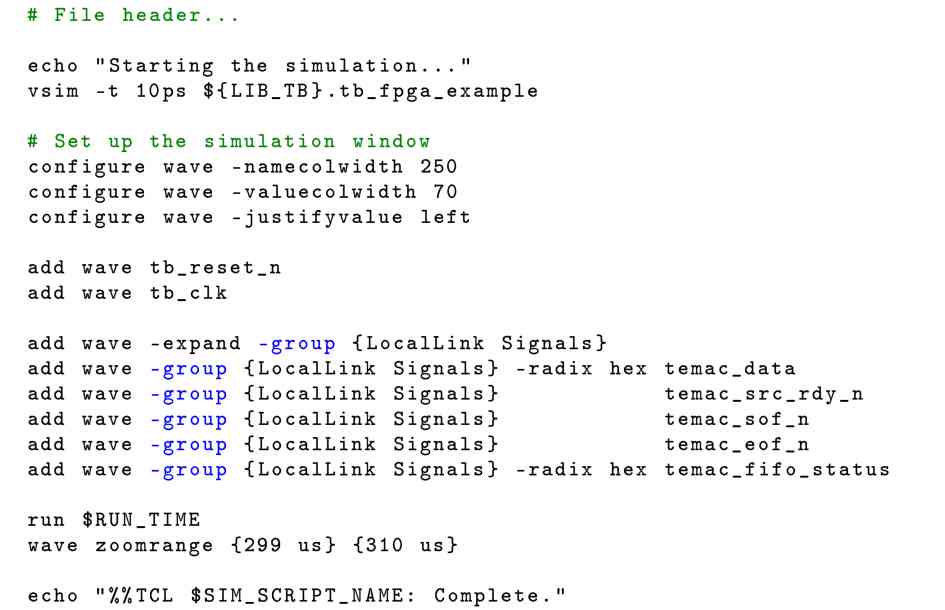 # File header...
echo "Starting the simulation..."
vsim -t 10ps ${LIB_TB}.tb_fpga_example
# Set up the simulation window
configure wave -namecolwidth 250
configure wave -valuecolwidth 70
configure wave -justifyvalue left
add wave tb_reset_n
add wave tb_clk
add wave -expand -group {LocalLink Signals}
add wave -group {LocalLink Signals} -radix hex temac_data
add wave -group {LocalLink Signals}            temac_src_rdy_n
add wave -group {LocalLink Signals}            temac_sof_n
add wave -group {LocalLink Signals}            temac_eof_n
add wave -group {LocalLink Signals} -radix hex temac_fifo_status
run $RUN_TIME
wave zoomrange {299 us} {310 us}
echo "%%TCL $SIM_SCRIPT_NAME: Complete."